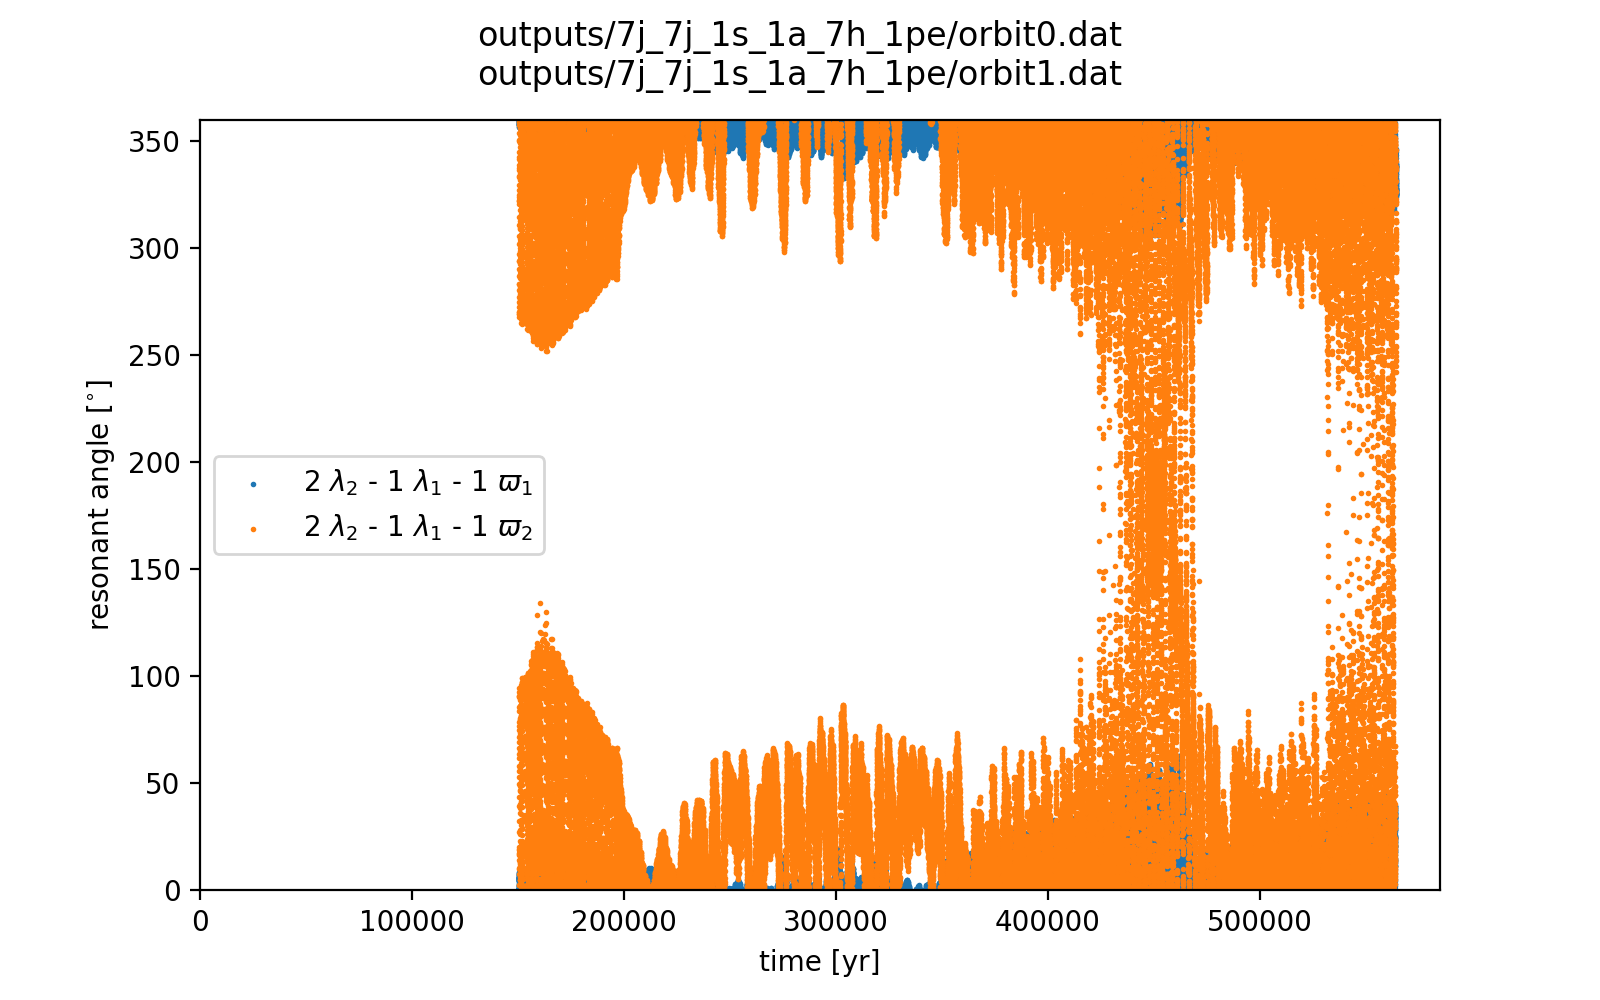 outputs/7j_7j_1s_1a_7h_1pe/orbit0.dat
outputs/7j_7j_1s_1a_7h_1pe/orbit1.dat
350
300
250
200
150
100
50
0
resonant angle [°]
2 λ₂ - 1 λ₁ - 1 ϖ₁
2 λ₂ - 1 λ₁ - 1 ϖ₂
0 100000 200000 300000 400000 500000
time [yr]